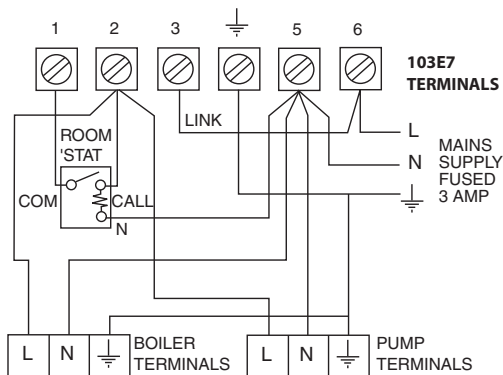 1 2 3 5 6
103E7
TERMINALS
LINK
ROOM
'STAT
COM
CALL
N
L
N
MAINS
SUPPLY
FUSED
3 AMP
L N
BOILER
TERMINALS
L N
PUMP
TERMINALS